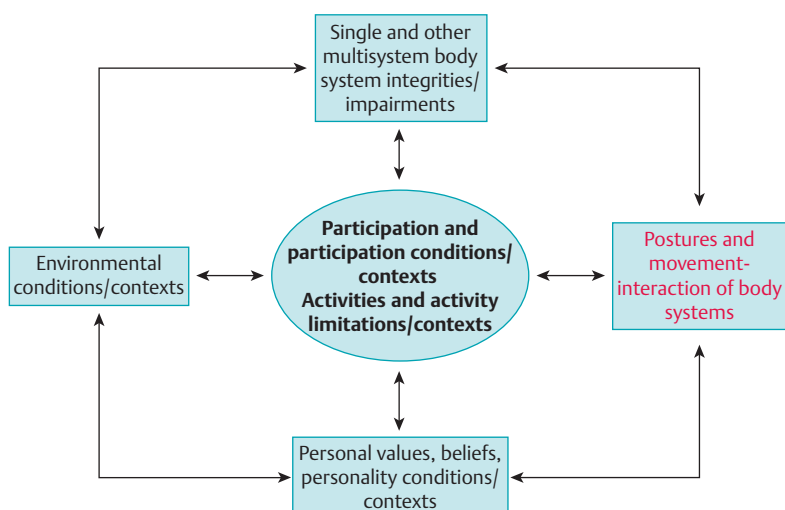 Single and other
multisystem body
system integrities/
impairments
Participation and
participation conditions/
contexts
Activities and activity
limitations/contexts
Environmental
conditions/contexts
Postures and
movement-
interaction of body
systems
Personal values, beliefs,
personality conditions/
contexts